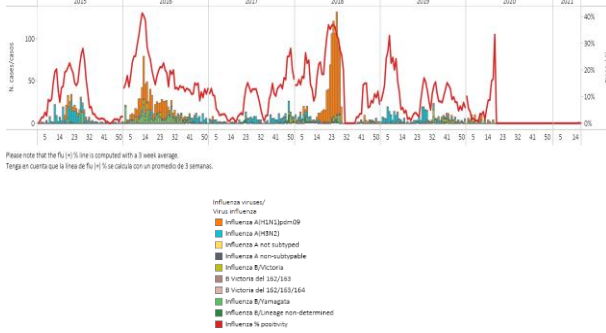 2015 2016 2017 2018 2019 2020 2021
N. cases/casos
100
50
0
40%
30%
20%
10%
0%
5 14 23 32 41 50 5 14 23 32 41 50 5 14 23 32 41 50 5 14 23 32 41 50 5 14 23 32 41 50 5 14 23 32 41 50 5 14
Please note that the flu (+) % line is computed with a 3 week average.
Tenga en cuenta que la línea de flu (+) % se calcula con un promedio de 3 semanas.
Influenza viruses/
Virus influenza
Influenza A(H1N1)pdm09
Influenza A(H3N2)
Influenza A not subtyped
Influenza A non-subtypable
Influenza B/Victoria
B Victoria del 162/163
B Victoria del 162/163/164
Influenza B/Yamagata
Influenza B/Lineage non-determined
Influenza % positivity